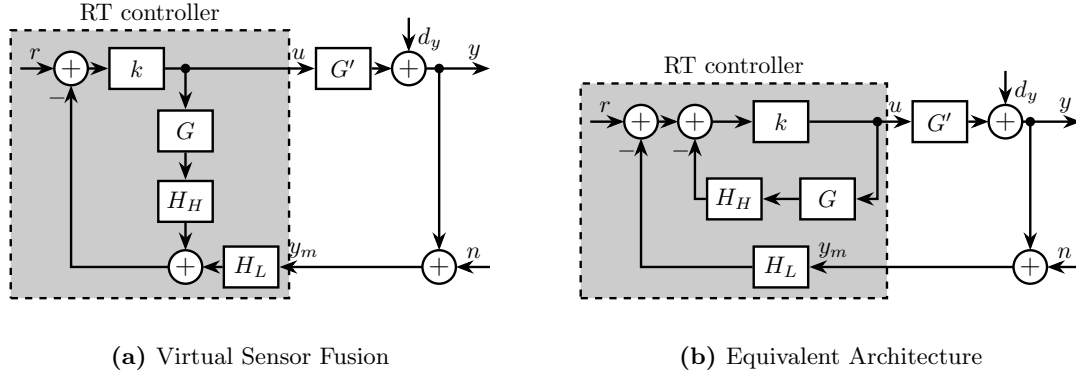 RT controller
r
+
−
k
u
G′
+
d_y
y
G
H_H
+
H_L
y_m
+
n
(a) Virtual Sensor Fusion
RT controller
r
+
−
+
−
k
u
G′
+
d_y
y
H_H
G
H_L
y_m
+
n
(b) Equivalent Architecture